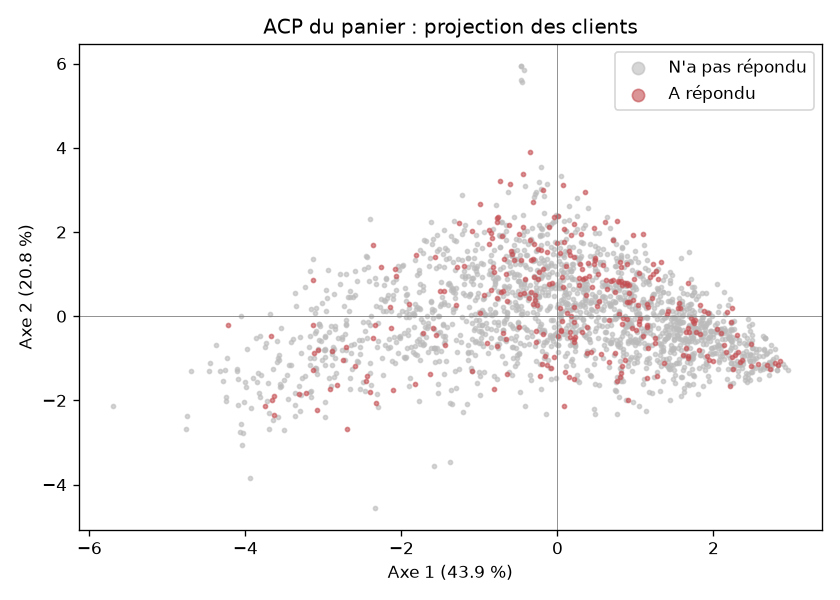 ACP du panier : projection des clients
N'a pas répondu
A répondu
6
4
2
0
−2
−4
Axe 2 (20.8 %)
−6
−4
−2
0
2
Axe 1 (43.9 %)